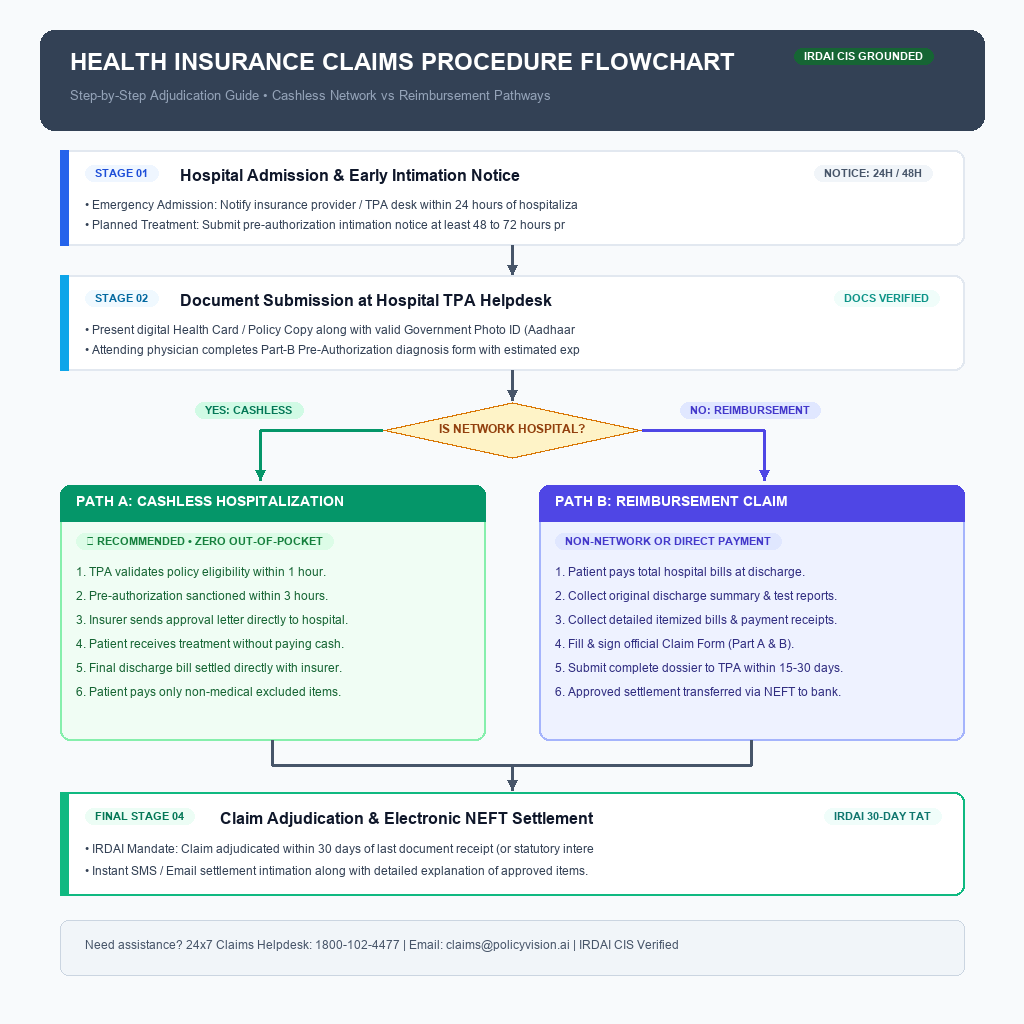 HEALTH INSURANCE CLAIMS PROCEDURE FLOWCHART
IRDAI CIS GROUNDED
Step-by-Step Adjudication Guide • Cashless Network vs Reimbursement Pathways
STAGE 01
Hospital Admission & Early Intimation Notice
NOTICE: 24H / 48H
• Emergency Admission: Notify insurance provider / TPA desk within 24 hours of hospitaliza
• Planned Treatment: Submit pre-authorization intimation notice at least 48 to 72 hours pr
STAGE 02
Document Submission at Hospital TPA Helpdesk
DOCS VERIFIED
• Present digital Health Card / Policy Copy along with valid Government Photo ID (Aadhaar
• Attending physician completes Part-B Pre-Authorization diagnosis form with estimated exp
YES: CASHLESS
IS NETWORK HOSPITAL?
NO: REIMBURSEMENT
PATH A: CASHLESS HOSPITALIZATION
RECOMMENDED • ZERO OUT-OF-POCKET
1. TPA validates policy eligibility within 1 hour.
2. Pre-authorization sanctioned within 3 hours.
3. Insurer sends approval letter directly to hospital.
4. Patient receives treatment without paying cash.
5. Final discharge bill settled directly with insurer.
6. Patient pays only non-medical excluded items.
PATH B: REIMBURSEMENT CLAIM
NON-NETWORK OR DIRECT PAYMENT
1. Patient pays total hospital bills at discharge.
2. Collect original discharge summary & test reports.
3. Collect detailed itemized bills & payment receipts.
4. Fill & sign official Claim Form (Part A & B).
5. Submit complete dossier to TPA within 15-30 days.
6. Approved settlement transferred via NEFT to bank.
FINAL STAGE 04
Claim Adjudication & Electronic NEFT Settlement
IRDAI 30-DAY TAT
• IRDAI Mandate: Claim adjudicated within 30 days of last document receipt (or statutory intere
• Instant SMS / Email settlement intimation along with detailed explanation of approved items.
Need assistance? 24x7 Claims Helpdesk: 1800-102-4477 | Email: claims@policyvision.ai | IRDAI CIS Verified